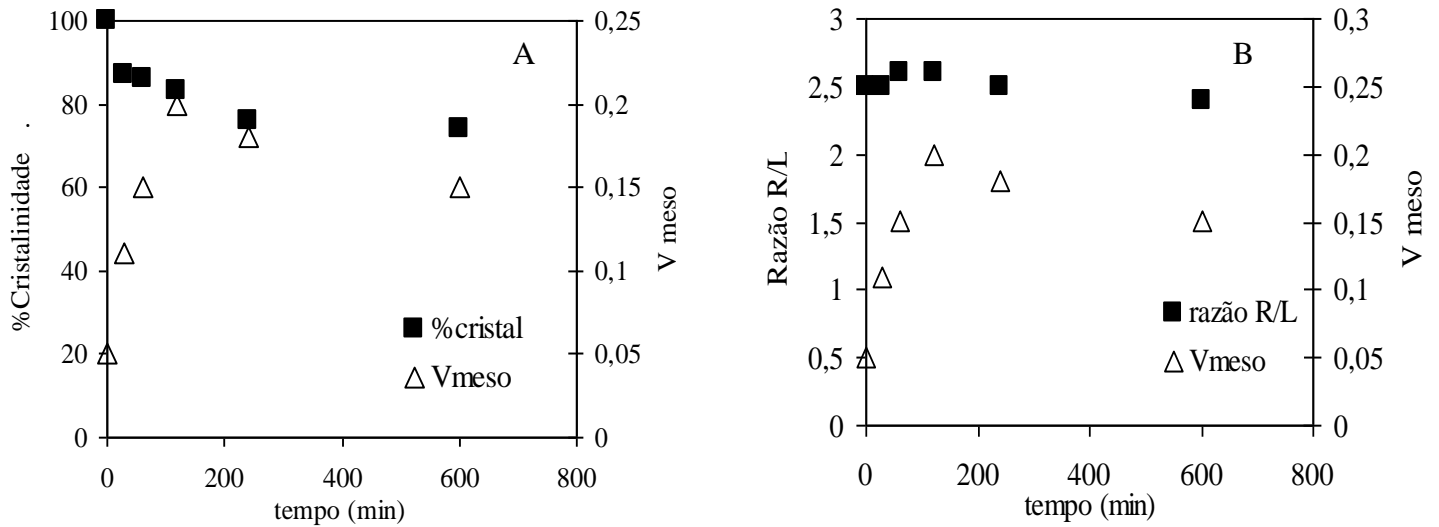 A
100
80
60
40
20
0
%Cristalinidade .
0,25
0,2
0,15
0,1
0,05
0
V meso
%cristal
Vmeso
0 200 400 600 800
tempo (min)
B
3
2,5
2
1,5
1
0,5
0
Razão R/L
0,3
0,25
0,2
0,15
0,1
0,05
0
V meso
razão R/L
Vmeso
0 200 400 600 800
tempo (min)